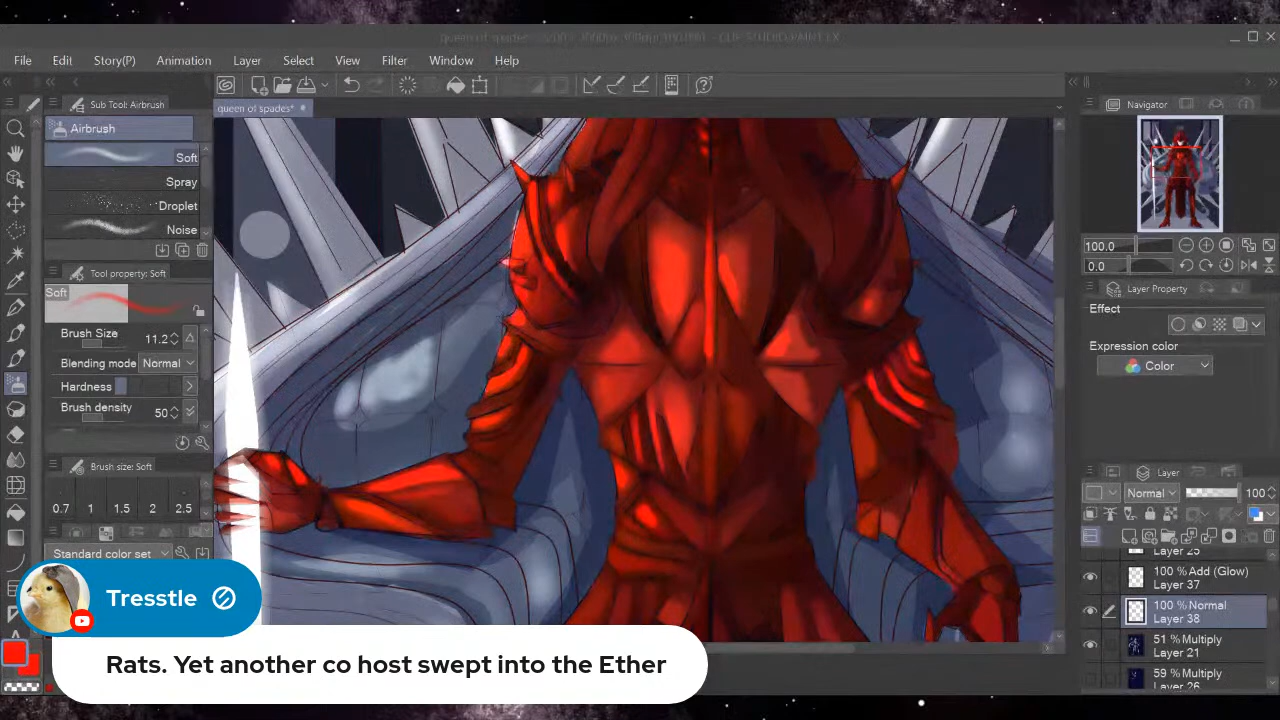 File Edit Story(P) Animation Layer Select View Filter Window Help
Sub Tool: Airbrush
queen of spades*
Navigator
Airbrush
Soft
Spray
Droplet
Noise
100.0
0.0
Tool property: Soft
Soft
Layer Property
Effect
Brush Size 11.2
Expression color
Blending mode Normal
Color
Hardness
Brush density 50
Brush size: Soft
Layer
0.7 1 1.5 2 2.5
Normal 100
Standard color set
Layer 25
100 % Add (Glow)
Layer 37
100 % Normal
Layer 38
51 % Multiply
Layer 21
59 % Multiply
Layer 26
Tresstle
Rats. Yet another co host swept into the Ether